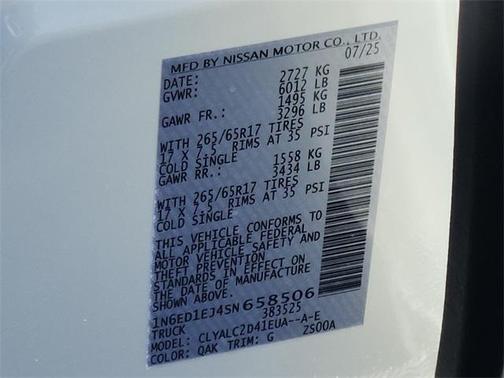 MFD BY NISSAN MOTOR CO., LTD.
DATE: 07/25
GVWR: 2727 KG
6012 LB
GAWR FR.: 1495 KG
3296 LB
WITH 265/65R17 TIRES
17 X 7.5 RIMS AT 35 PSI
COLD SINGLE
GAWR RR.: 1558 KG
3434 LB
WITH 265/65R17 TIRES
17 X 7.5 RIMS AT 35 PSI
COLD SINGLE
THIS VEHICLE CONFORMS TO
ALL APPLICABLE FEDERAL
MOTOR VEHICLE SAFETY AND
THEFT PREVENTION
STANDARDS IN EFFECT ON
THE DATE OF MANUFACTURE
1N6ED1EJ4SN658506
TRUCK 383525
MODEL: CLYALC2D41EUA--A-E
COLOR: QAK TRIM: G 2S00A